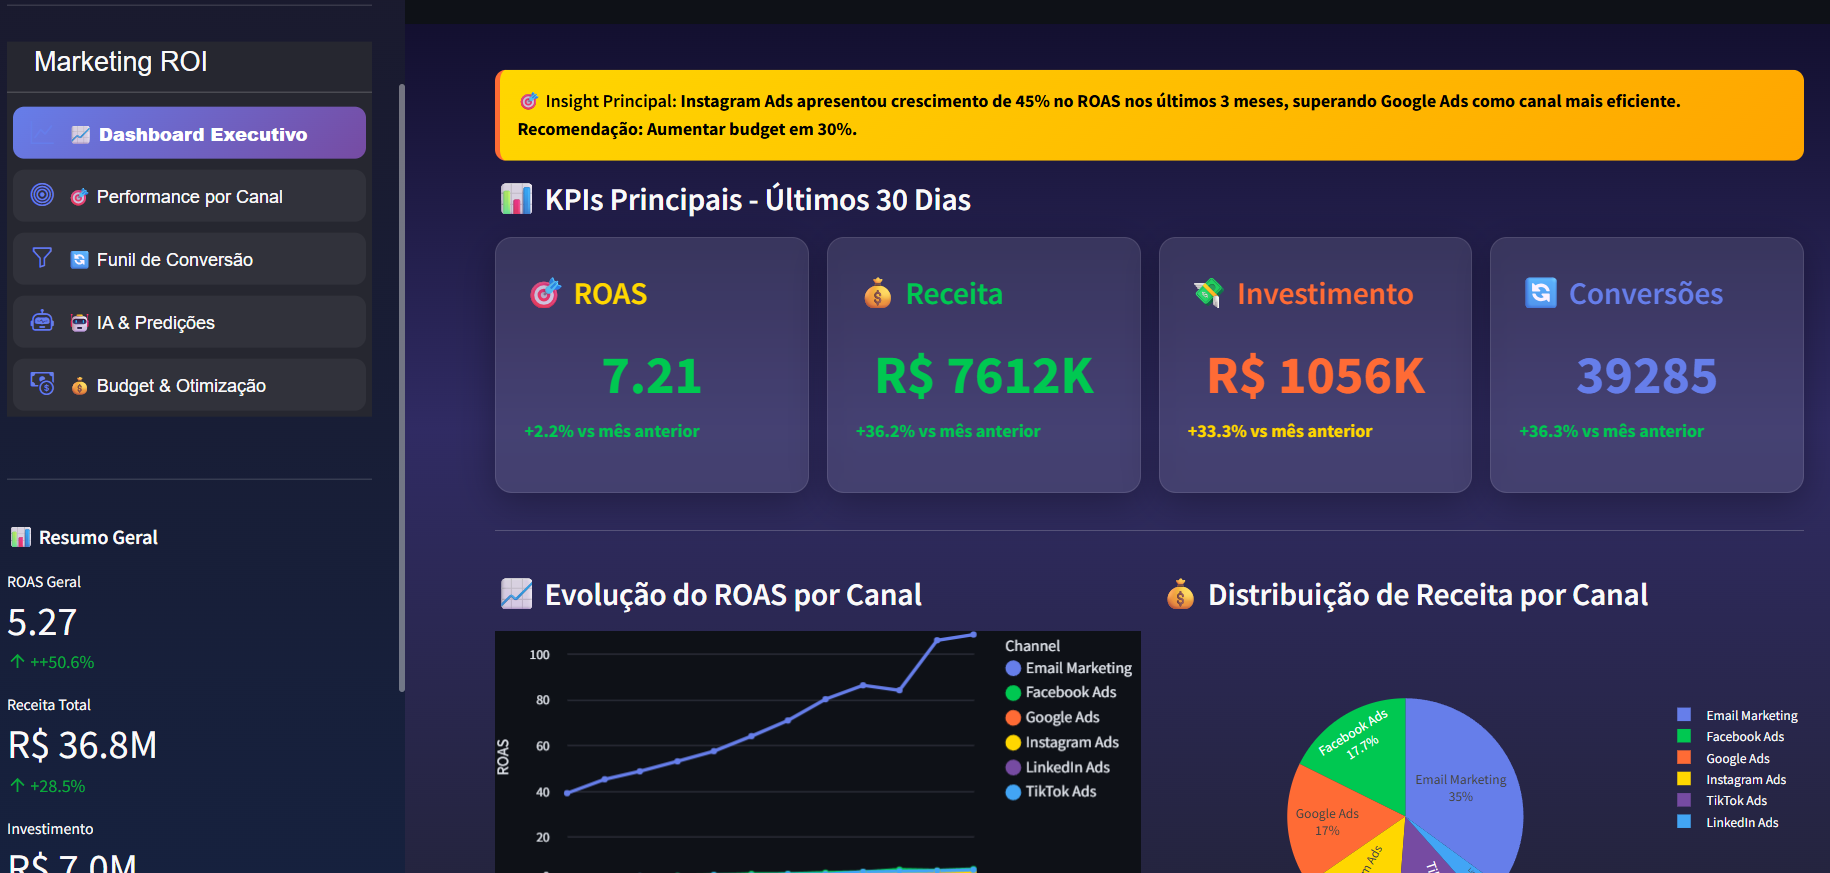 Marketing ROI
Dashboard Executivo
Performance por Canal
Funil de Conversão
IA & Predições
Budget & Otimização
Resumo Geral
ROAS Geral
5.27
++50.6%
Receita Total
R$ 36.8M
+28.5%
Investimento
R$ 7.0M
Insight Principal: Instagram Ads apresentou crescimento de 45% no ROAS nos últimos 3 meses, superando Google Ads como canal mais eficiente.
Recomendação: Aumentar budget em 30%.
KPIs Principais - Últimos 30 Dias
ROAS
7.21
+2.2% vs mês anterior
Receita
R$ 7612K
+36.2% vs mês anterior
Investimento
R$ 1056K
+33.3% vs mês anterior
Conversões
39285
+36.3% vs mês anterior
Evolução do ROAS por Canal
100
80
60
40
20
ROAS
Channel
Email Marketing
Facebook Ads
Google Ads
Instagram Ads
LinkedIn Ads
TikTok Ads
Distribuição de Receita por Canal
Facebook Ads
17.7%
Email Marketing
35%
Google Ads
17%
Email Marketing
Facebook Ads
Google Ads
Instagram Ads
TikTok Ads
LinkedIn Ads